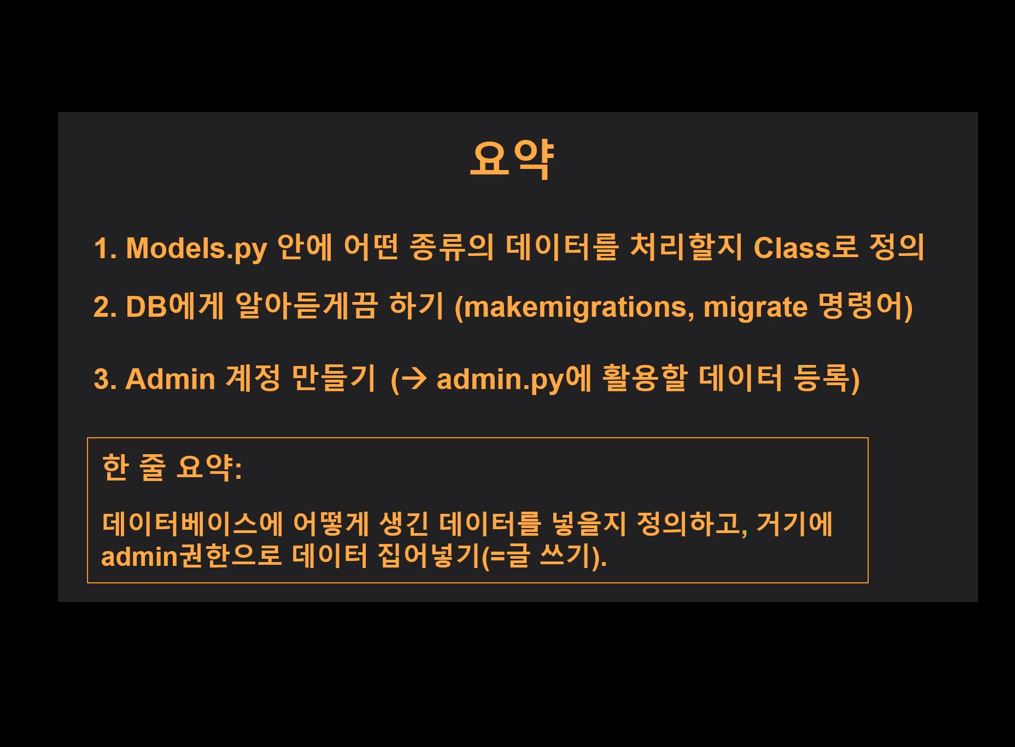 요약
1. Models.py 안에 어떤 종류의 데이터를 처리할지 Class로 정의
2. DB에게 알아듣게끔 하기 (makemigrations, migrate 명령어)
3. Admin 계정 만들기 (→ admin.py에 활용할 데이터 등록)
한 줄 요약:
데이터베이스에 어떻게 생긴 데이터를 넣을지 정의하고, 거기에
admin권한으로 데이터 집어넣기(=글 쓰기).